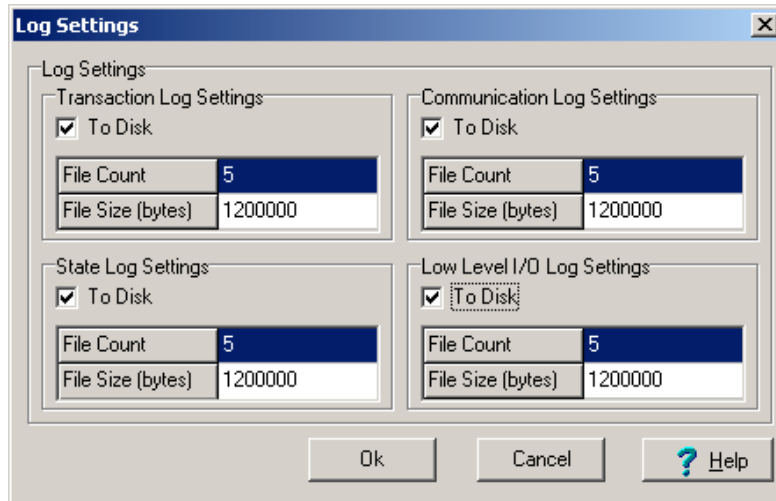 Log Settings
Log Settings
Transaction Log Settings
To Disk
File Count 5
File Size (bytes) 1200000
Communication Log Settings
To Disk
File Count 5
File Size (bytes) 1200000
State Log Settings
To Disk
File Count 5
File Size (bytes) 1200000
Low Level I/O Log Settings
To Disk
File Count 5
File Size (bytes) 1200000
Ok Cancel ? Help